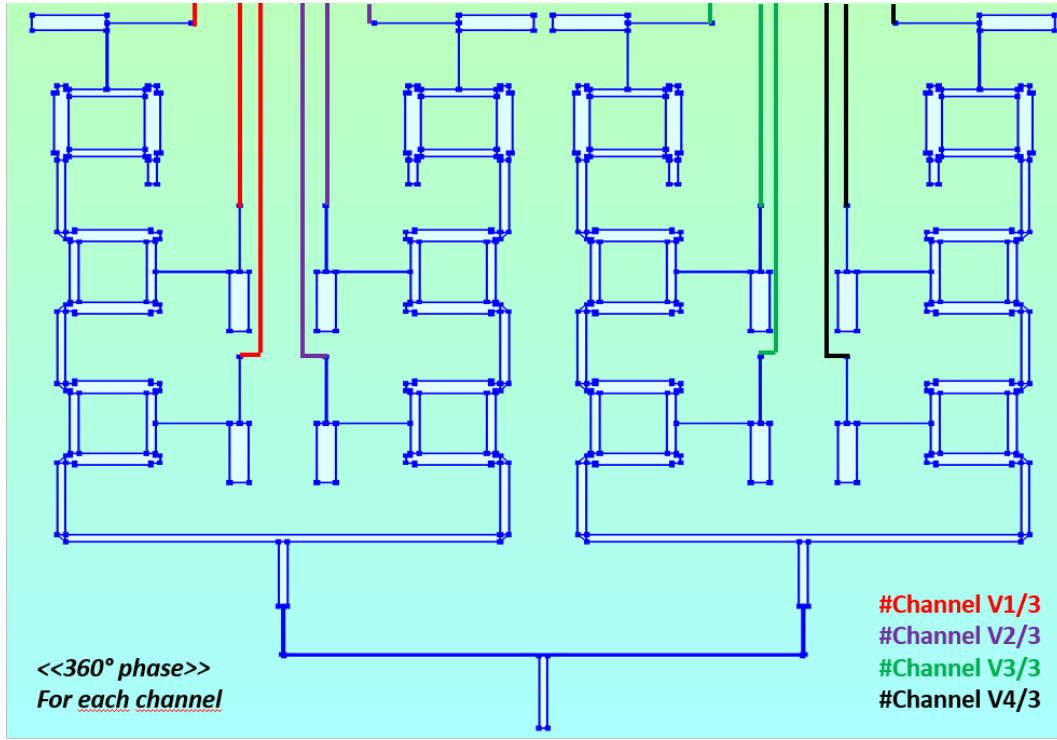 #Channel V1/3
#Channel V2/3
#Channel V3/3
#Channel V4/3
<<360° phase>>
For each channel